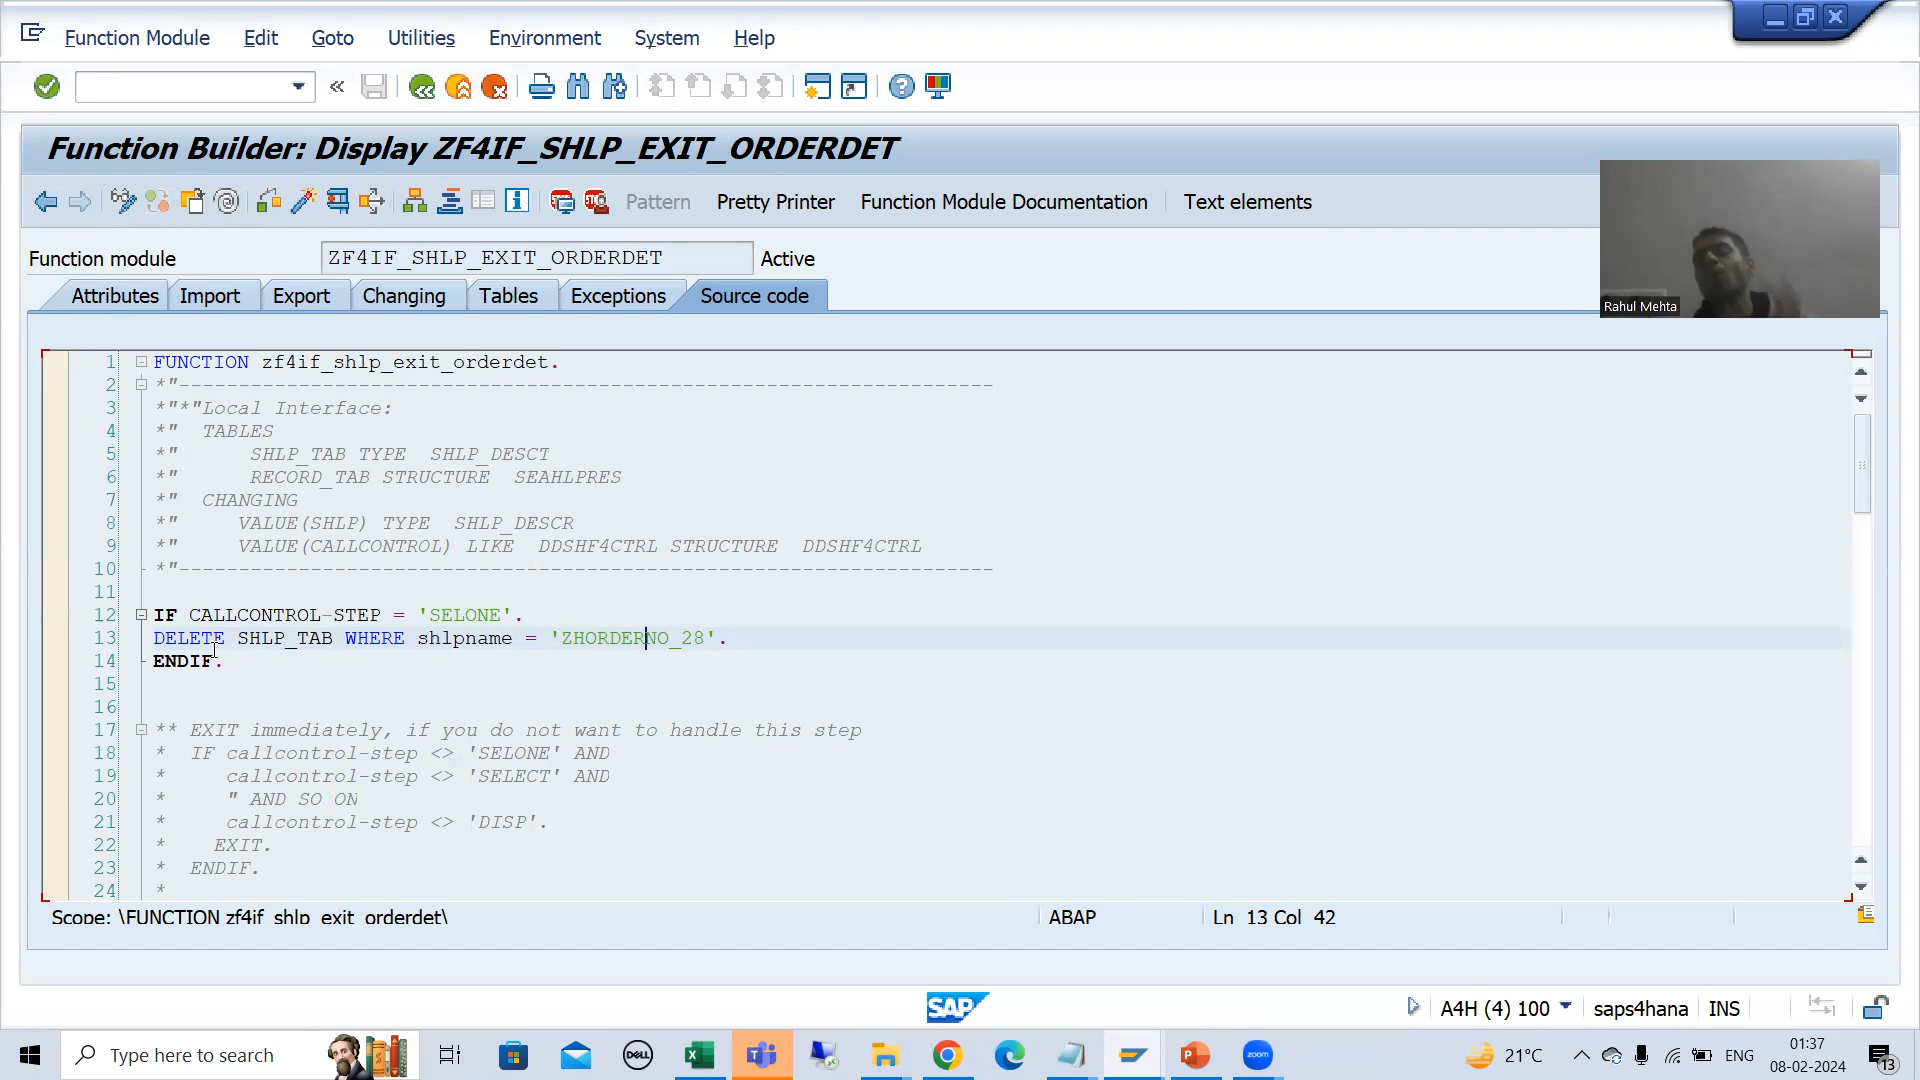 Function Module Edit Goto Utilities Environment System Help
Function Builder: Display ZF4IF_SHLP_EXIT_ORDERDET
Pattern Pretty Printer Function Module Documentation Text elements
Function module ZF4IF_SHLP_EXIT_ORDERDET Active
Attributes Import Export Changing Tables Exceptions Source code
Rahul Mehta
1 FUNCTION zf4if_shlp_exit_orderdet.
2 *"--------------------------------------------------------------------
3 *"*"Local Interface:
4 *" TABLES
5 *" SHLP_TAB TYPE SHLP_DESCT
6 *" RECORD_TAB STRUCTURE SEAHLPRES
7 *" CHANGING
8 *" VALUE(SHLP) TYPE SHLP_DESCR
9 *" VALUE(CALLCONTROL) LIKE DDSHF4CTRL STRUCTURE DDSHF4CTRL
10 *"--------------------------------------------------------------------
11
12 IF CALLCONTROL-STEP = 'SELONE'.
13 DELETE SHLP_TAB WHERE shlpname = 'ZHORDERNO_28'.
14 ENDIF.
15
16
17 ** EXIT immediately, if you do not want to handle this step
18 * IF callcontrol-step <> 'SELONE' AND
19 * callcontrol-step <> 'SELECT' AND
20 * " AND SO ON
21 * callcontrol-step <> 'DISP'.
22 * EXIT.
23 * ENDIF.
24 *
Scope: \FUNCTION zf4if_shlp_exit_orderdet\ ABAP Ln 13 Col 42
SAP A4H (4) 100 saps4hana INS
Type here to search DELL zoom 21°C ENG 01:37
08-02-2024 13